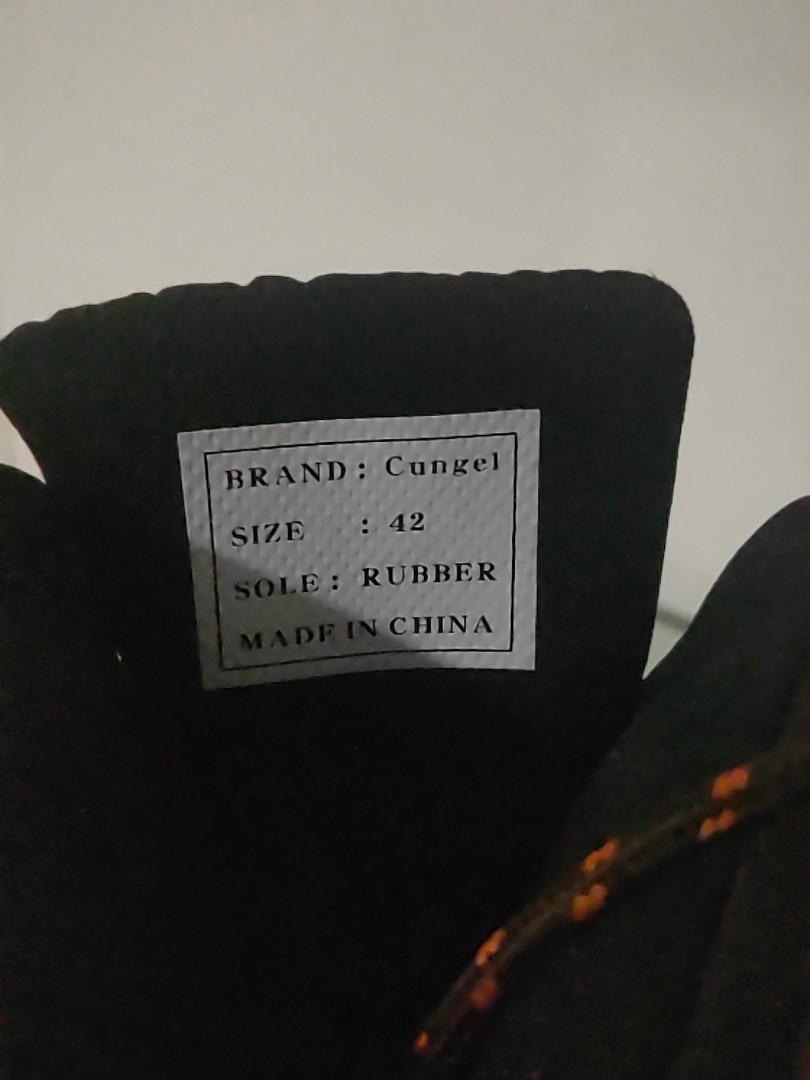 BRAND: Cungel
SIZE : 42
SOLE: RUBBER
MADE IN CHINA